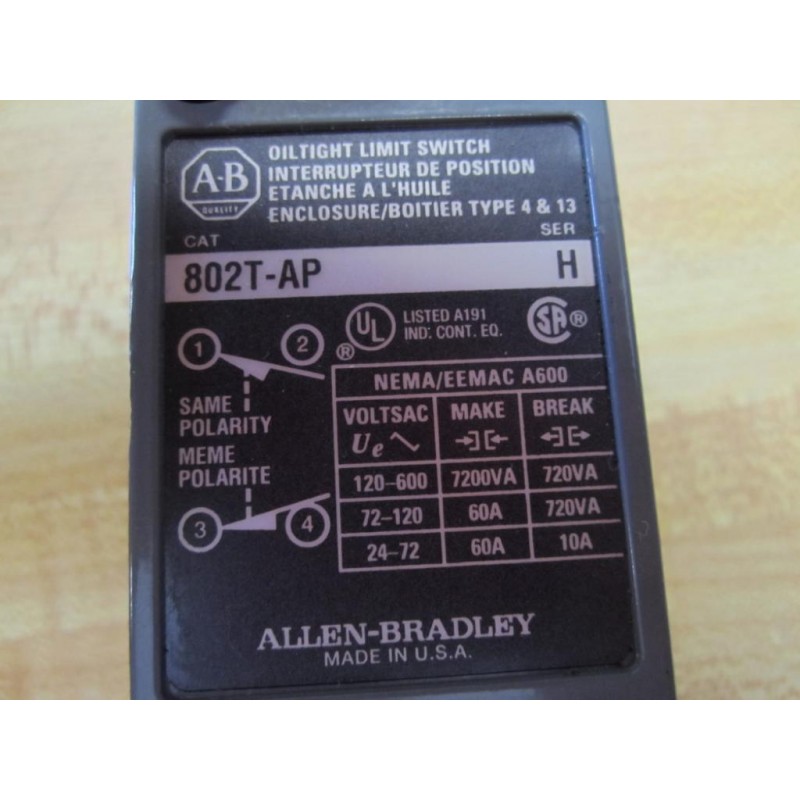 A-B
QUALITY
OILTIGHT LIMIT SWITCH
INTERRUPTEUR DE POSITION
ETANCHE A L'HUILE
ENCLOSURE/BOITIER TYPE 4 & 13
CAT SER
802T-AP H
UL ®
LISTED A191
IND. CONT. EQ.
SA ®
1 2
SAME
POLARITY
MEME
POLARITE
3 4
NEMA/EEMAC A600
VOLTSAC MAKE BREAK
Ue
120-600 7200VA 720VA
72-120 60A 720VA
24-72 60A 10A
ALLEN-BRADLEY
MADE IN U.S.A.